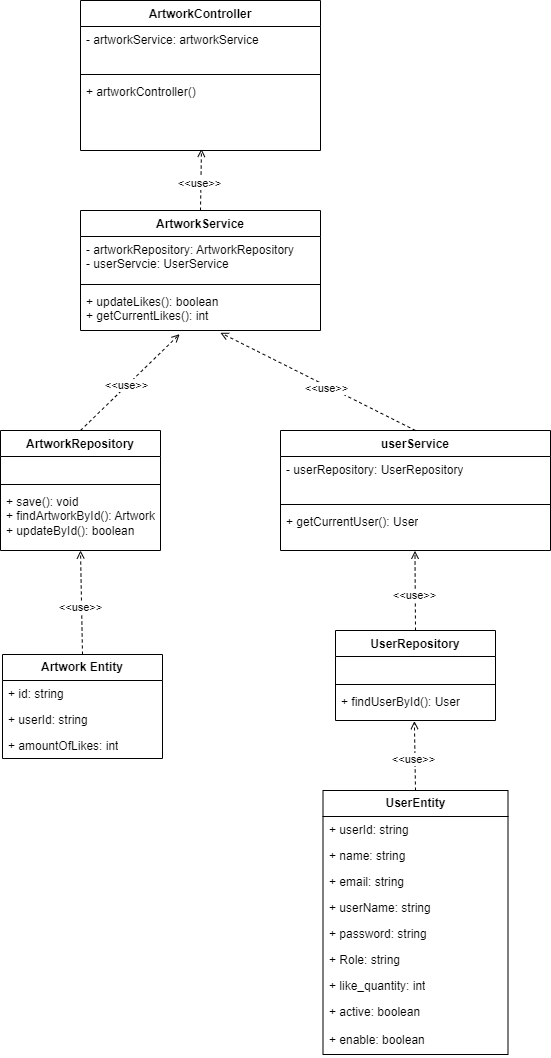 ArtworkController
- artworkService: artworkService
+ artworkController()
<<use>>
ArtworkService
- artworkRepository: ArtworkRepository
- userServcie: UserService
+ updateLikes(): boolean
+ getCurrentLikes(): int
<<use>>
<<use>>
ArtworkRepository
+ save(): void
+ findArtworkById(): Artwork
+ updateById(): boolean
userService
- userRepository: UserRepository
+ getCurrentUser(): User
<<use>>
<<use>>
Artwork Entity
+ id: string
+ userId: string
+ amountOfLikes: int
UserRepository
+ findUserById(): User
<<use>>
UserEntity
+ userId: string
+ name: string
+ email: string
+ userName: string
+ password: string
+ Role: string
+ like_quantity: int
+ active: boolean
+ enable: boolean